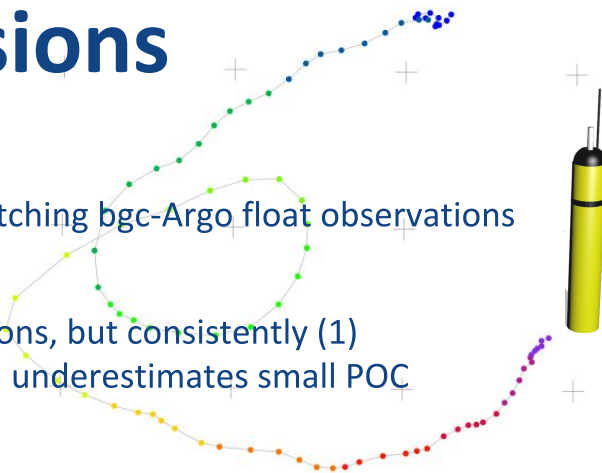 sions
tching bgc-Argo float observations
ons, but consistently (1)
underestimates small POC